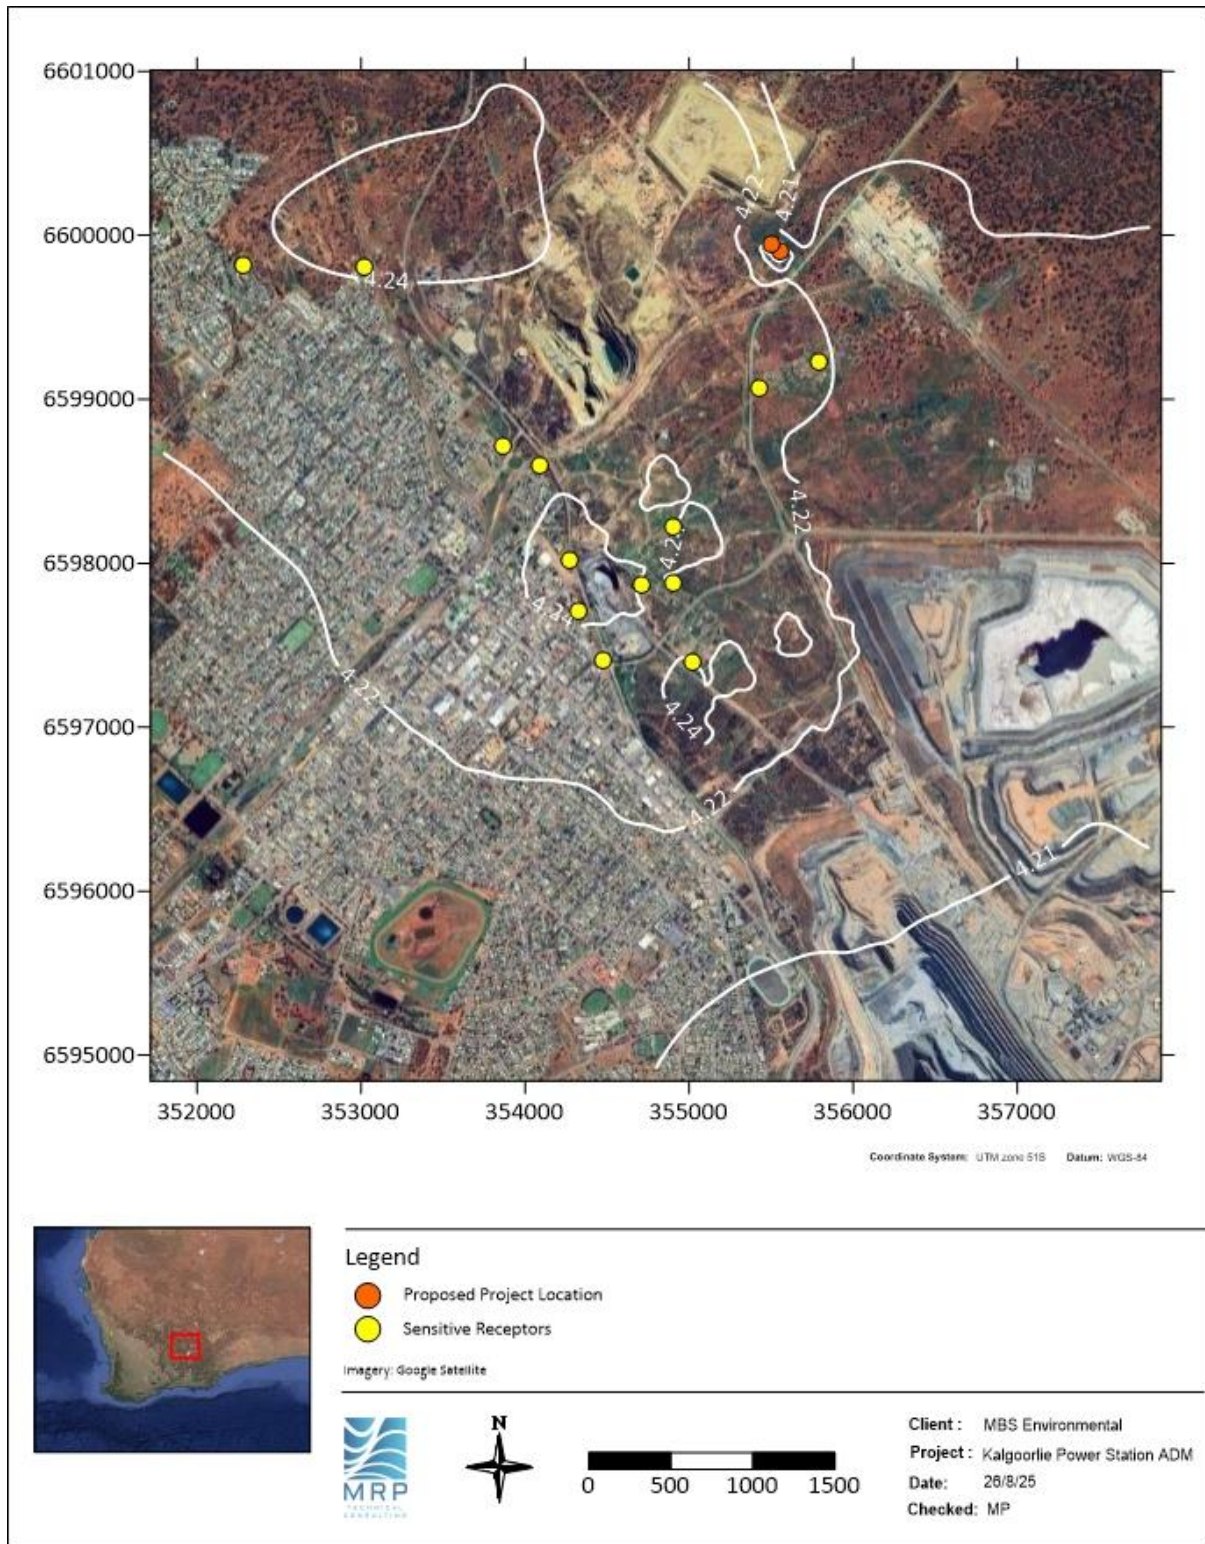 6601000
6600000
6599000
6598000
6597000
6596000
6595000
4.22
4.21
4.24
4.22
4.24
4.22
4.24
4.22
4.21
352000 353000 354000 355000 356000 357000
Coordinate System: UTM zone 51S Datum: WGS-84
Legend
Proposed Project Location
Sensitive Receptors
Imagery: Google Satellite
MRP
TECHNICAL
CONSULTING
N
0 500 1000 1500
Client : MBS Environmental
Project : Kalgoorlie Power Station ADM
Date: 26/8/25
Checked: MP